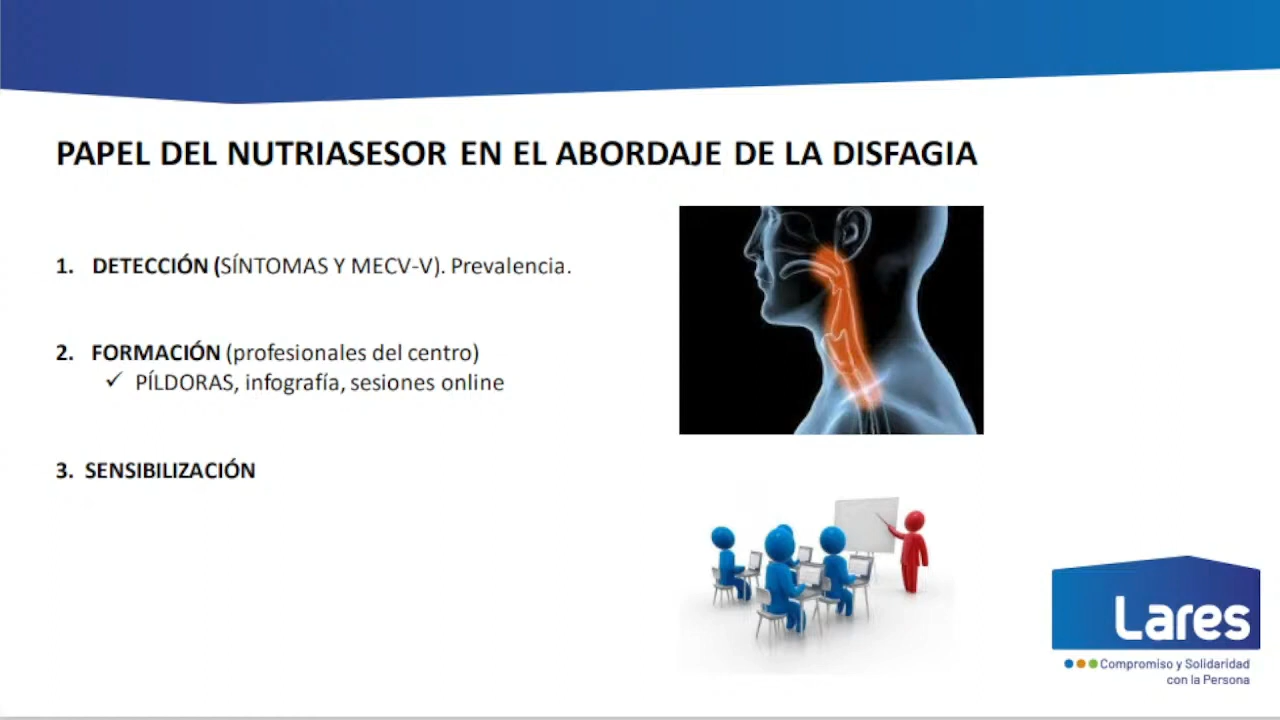 PAPEL DEL NUTRIASESOR EN EL ABORDAJE DE LA DISFAGIA
1. DETECCIÓN (SÍNTOMAS Y MECV-V). Prevalencia.
2. FORMACIÓN (profesionales del centro)
✓ PÍLDORAS, infografía, sesiones online
3. SENSIBILIZACIÓN
Lares
Compromiso y Solidaridad
con la Persona